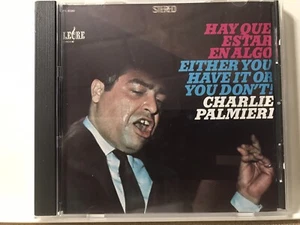 ALEGRE
STEREO
HAY QUE
ESTAR
EN ALGO
EITHER YOU
HAVE IT OR
YOU DON'T!
CHARLIE
PALMIERI